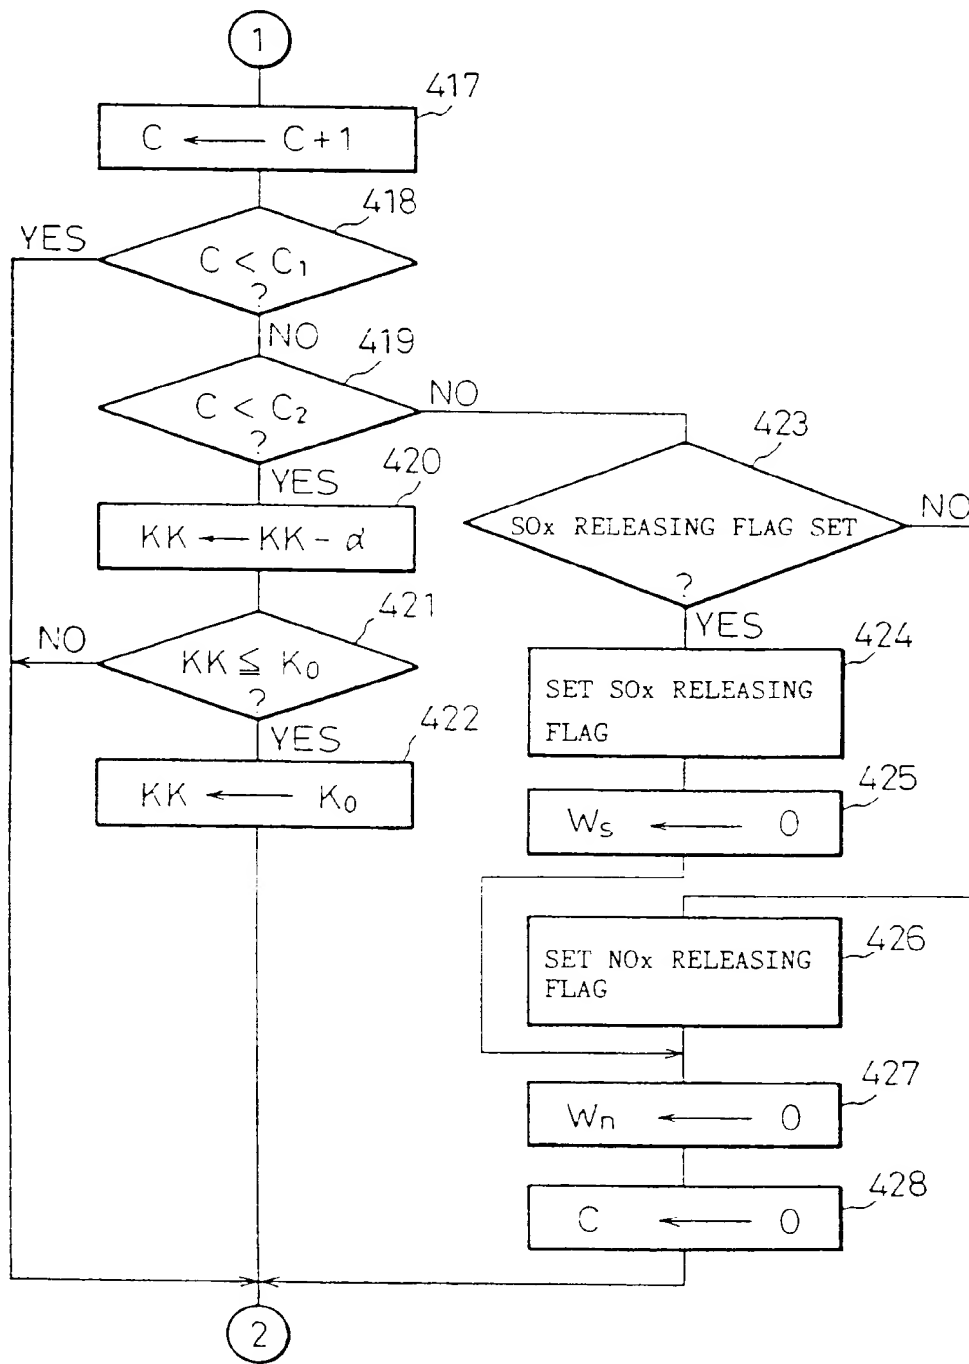 1
417
C ← C+1
418
YES
C < C₁
?
NO
419
C < C₂
?
NO
YES
420
423
KK ← KK - α
SOx RELEASING FLAG SET
?
NO
YES
421
NO
KK ≦ K₀
?
YES
424
SET SOx RELEASING
FLAG
422
KK ← K₀
425
Ws ← 0
426
SET NOx RELEASING
FLAG
427
Wn ← 0
428
C ← 0
2